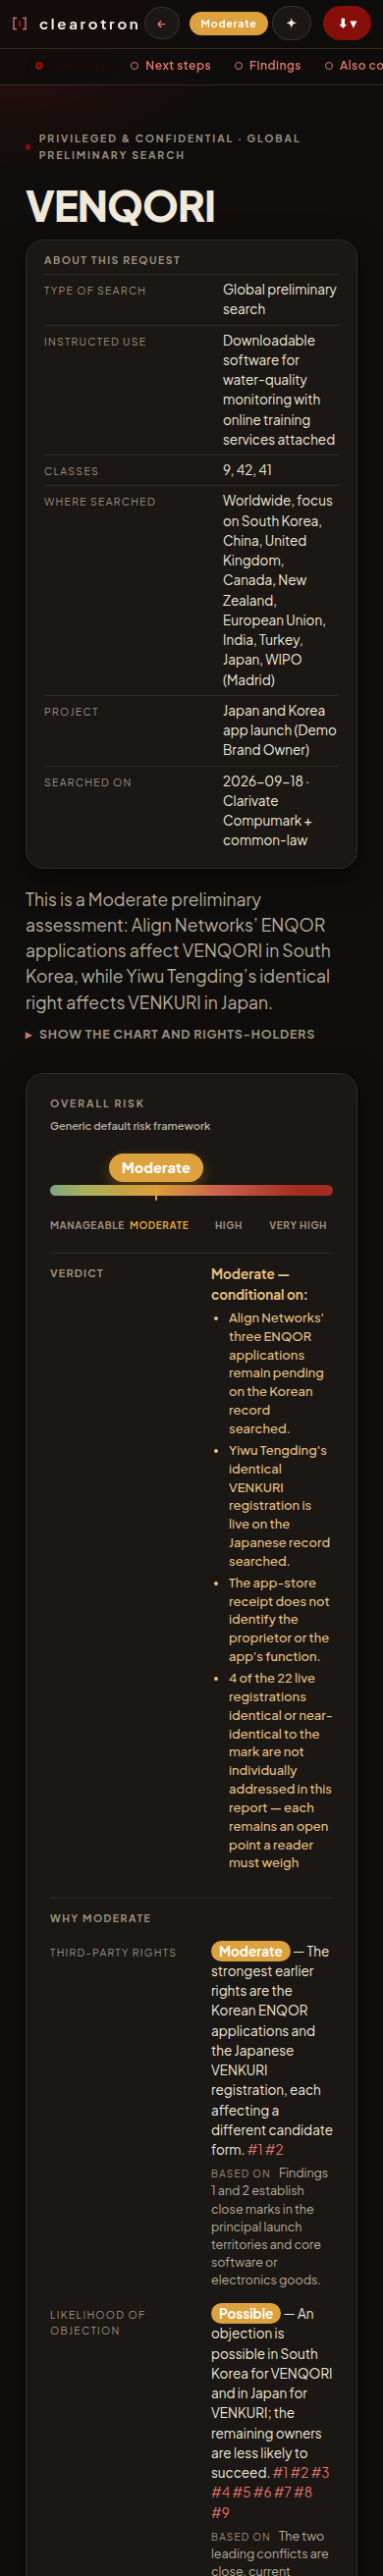 clearotron
←
Moderate
✦
⬇▾
Next steps
Findings
Also co
PRIVILEGED & CONFIDENTIAL · GLOBAL
PRELIMINARY SEARCH
VENQORI
ABOUT THIS REQUEST
TYPE OF SEARCH
Global preliminary
search
INSTRUCTED USE
Downloadable
software for
water-quality
monitoring with
online training
services attached
CLASSES
9, 42, 41
WHERE SEARCHED
Worldwide, focus
on South Korea,
China, United
Kingdom,
Canada, New
Zealand,
European Union,
India, Turkey,
Japan, WIPO
(Madrid)
PROJECT
Japan and Korea
app launch (Demo
Brand Owner)
SEARCHED ON
2026-09-18 ·
Clarivate
Compumark +
common-law
This is a Moderate preliminary
assessment: Align Networks’ ENQOR
applications affect VENQORI in South
Korea, while Yiwu Tengding’s identical
right affects VENKURI in Japan.
▸ SHOW THE CHART AND RIGHTS-HOLDERS
OVERALL RISK
Generic default risk framework
Moderate
MANAGEABLE MODERATE HIGH VERY HIGH
VERDICT
Moderate —
conditional on:
• Align Networks'
three ENQOR
applications
remain pending
on the Korean
record
searched.
• Yiwu Tengding's
identical
VENKURI
registration is
live on the
Japanese record
searched.
• The app-store
receipt does not
identify the
proprietor or the
app's function.
• 4 of the 22 live
registrations
identical or near-
identical to the
mark are not
individually
addressed in this
report — each
remains an open
point a reader
must weigh
WHY MODERATE
THIRD-PARTY RIGHTS
Moderate — The
strongest earlier
rights are the
Korean ENQOR
applications and
the Japanese
VENKURI
registration, each
affecting a
different candidate
form. #1 #2
BASED ON Findings
1 and 2 establish
close marks in the
principal launch
territories and core
software or
electronics goods.
LIKELIHOOD OF
OBJECTION
Possible — An
objection is
possible in South
Korea for VENQORI
and in Japan for
VENKURI; the
remaining owners
are less likely to
succeed. #1 #2 #3
#4 #5 #6 #7 #8
#9
BASED ON The two
leading conflicts are
close, current